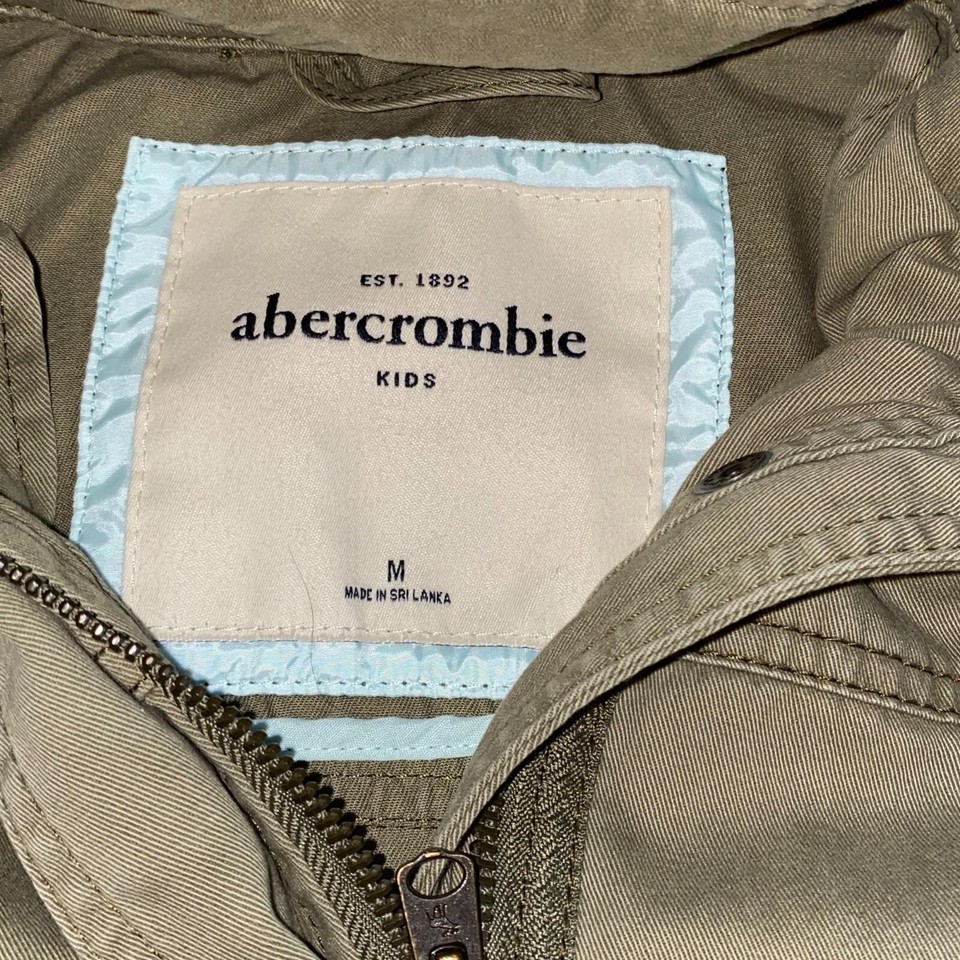 EST. 1892
abercrombie
KIDS
M
MADE IN SRI LANKA